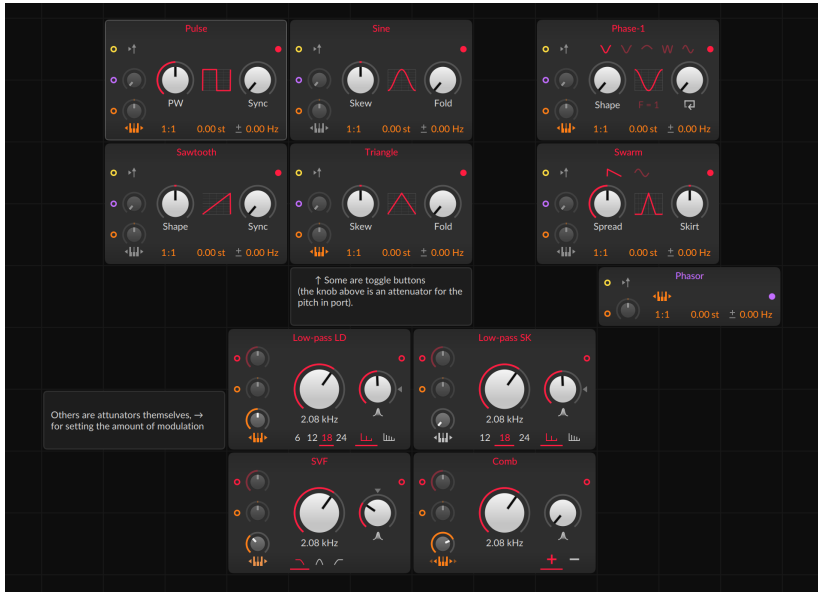 Pulse
Sine
Phase-1
PW
Sync
Skew
Fold
Shape
F ÷ 1
1:1
0.00 st
± 0.00 Hz
1:1
0.00 st
± 0.00 Hz
1:1
0.00 st
± 0.00 Hz
Sawtooth
Triangle
Swarm
Shape
Sync
Skew
Fold
Spread
Skirt
1:1
0.00 st
± 0.00 Hz
1:1
0.00 st
± 0.00 Hz
1:1
0.00 st
± 0.00 Hz
↑ Some are toggle buttons
(the knob above is an attenuator for the
pitch in port).
Phasor
1:1
0.00 st
± 0.00 Hz
Low-pass LD
Low-pass SK
2.08 kHz
2.08 kHz
6 12 18 24
12 18 24
Others are attunators themselves, →
for setting the amount of modulation
SVF
Comb
2.08 kHz
2.08 kHz
+ −